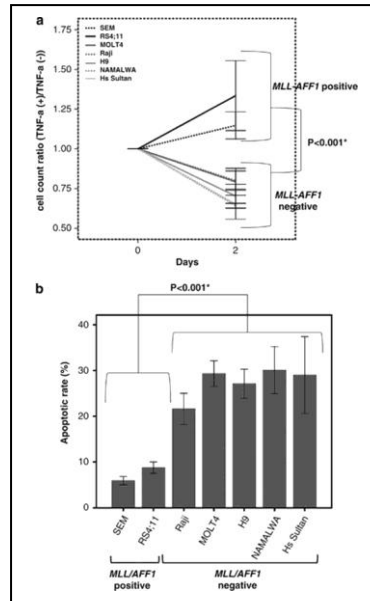 a
SEM
RS4;11
MOLT4
Raji
H9
NAMALWA
Hs Sultan
cell count ratio (TNF-a (+)/TNF-a (-))
1.75
1.50
1.25
1.00
0.75
0.50
MLL-AFF1 positive
P<0.001*
MLL-AFF1
negative
0
2
Days
b
P<0.001*
Apoptotic rate (%)
40
30
20
10
0
SEM
RS4;11
Raji
MOLT4
H9
NAMALWA
Hs Sultan
MLL/AFF1
positive
MLL/AFF1
negative